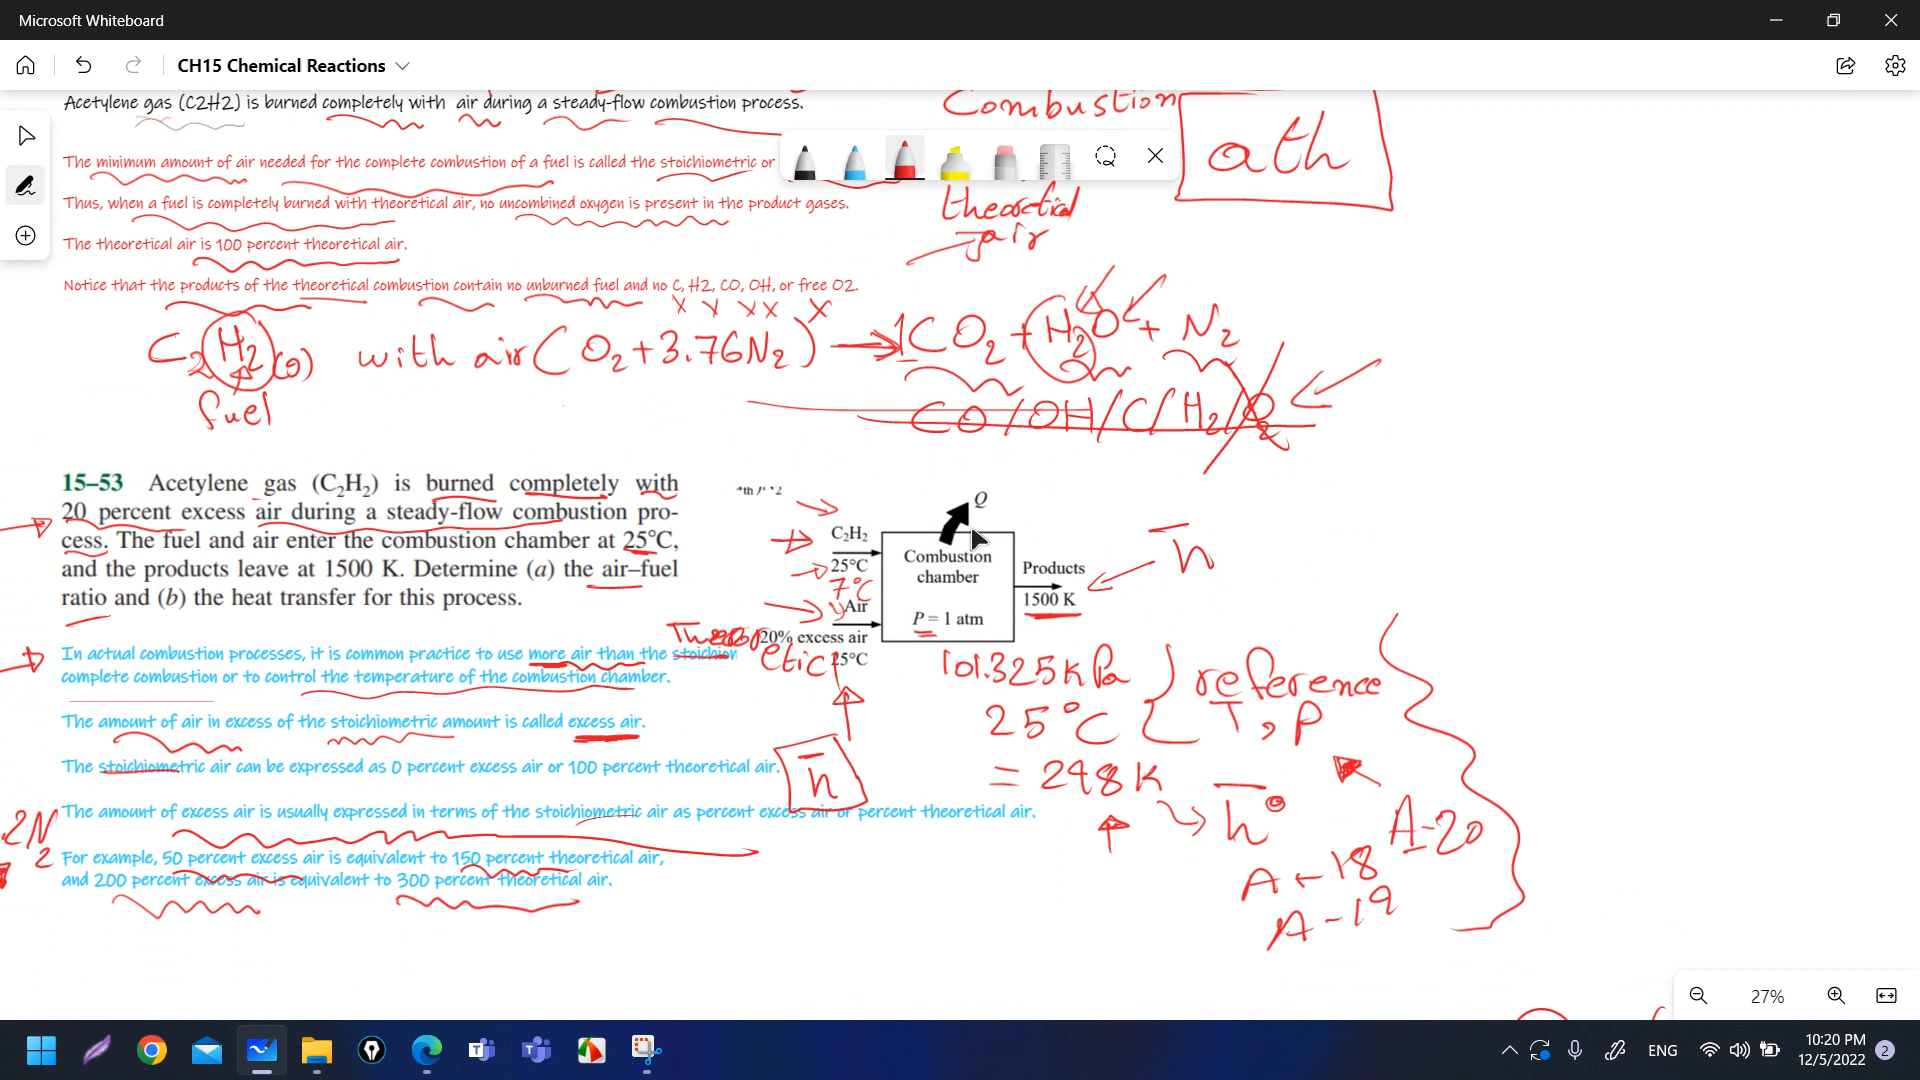 Microsoft Whiteboard
CH15 Chemical Reactions
Acetylene gas (C2H2) is burned completely with air during a steady-flow combustion process.
The minimum amount of air needed for the complete combustion of a fuel is called the stoichiometric or
Thus, when a fuel is completely burned with theoretical air, no uncombined oxygen is present in the product gases.
The theoretical air is 100 percent theoretical air.
Notice that the products of the theoretical combustion contain no unburned fuel and no C, H2, CO, OH, or free O2.
Combustion
ath
theoretical
air
X X X X X
C₂H₂(g) with air (O₂+3.76N₂) → 1CO₂ + H₂O + N₂
fuel
CO/OH/C/H₂/O₂
15–53 Acetylene gas (C₂H₂) is burned completely with
20 percent excess air during a steady-flow combustion pro-
cess. The fuel and air enter the combustion chamber at 25°C,
and the products leave at 1500 K. Determine (a) the air–fuel
ratio and (b) the heat transfer for this process.
Q
C₂H₂
25°C
7°C
Air
20% excess air
25°C
Combustion
chamber
P = 1 atm
Products
1500 K
h̄
In actual combustion processes, it is common practice to use more air than the stoichion
complete combustion or to control the temperature of the combustion chamber.
The amount of air in excess of the stoichiometric amount is called excess air.
The stoichiometric air can be expressed as 0 percent excess air or 100 percent theoretical air.
The amount of excess air is usually expressed in terms of the stoichiometric air as percent excess air or percent theoretical air.
For example, 50 percent excess air is equivalent to 150 percent theoretical air,
and 200 percent excess air is equivalent to 300 percent theoretical air.
h̄
101.325kPa
25°C
= 298K
reference
T, P
h̄°
A-20
A-18
A-19
.2N₂
27%
ENG
10:20 PM
12/5/2022
2